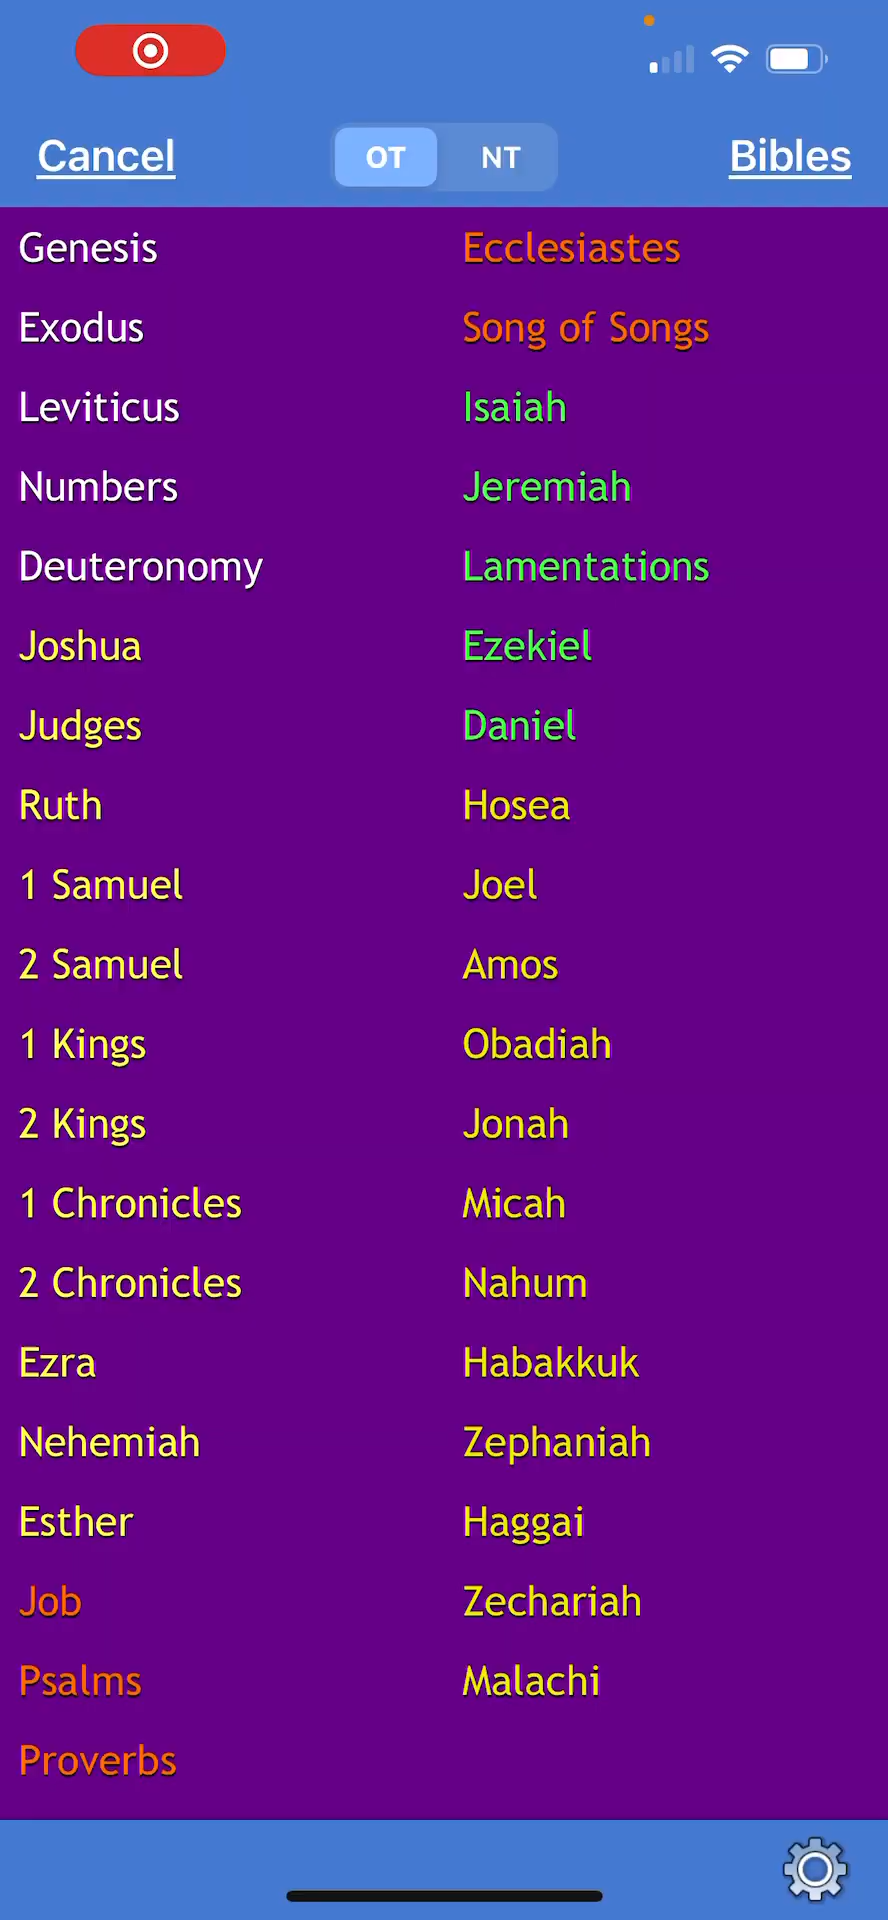 Cancel
OT
NT
Bibles
Genesis
Exodus
Leviticus
Numbers
Deuteronomy
Joshua
Judges
Ruth
1 Samuel
2 Samuel
1 Kings
2 Kings
1 Chronicles
2 Chronicles
Ezra
Nehemiah
Esther
Job
Psalms
Proverbs
Ecclesiastes
Song of Songs
Isaiah
Jeremiah
Lamentations
Ezekiel
Daniel
Hosea
Joel
Amos
Obadiah
Jonah
Micah
Nahum
Habakkuk
Zephaniah
Haggai
Zechariah
Malachi